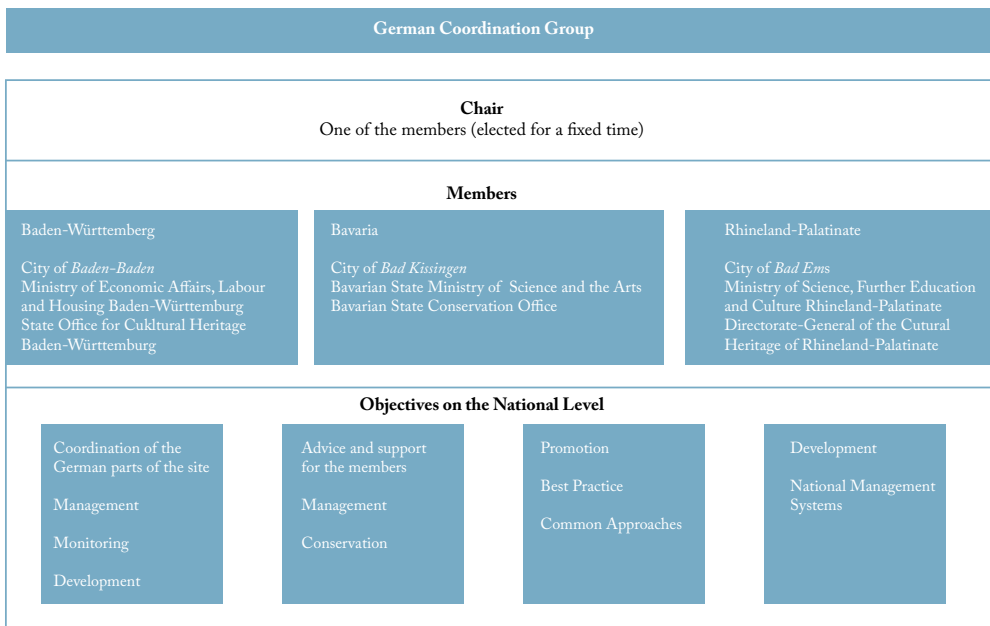 German Coordination Group
Chair
One of the members (elected for a fixed time)
Members
Baden-Württemberg
City of Baden-Baden
Ministry of Economic Affairs, Labour
and Housing Baden-Württemburg
State Office for Cukltural Heritage
Baden-Württemburg
Bavaria
City of Bad Kissingen
Bavarian State Ministry of Science and the Arts
Bavarian State Conservation Office
Rhineland-Palatinate
City of Bad Ems
Ministry of Science, Further Education
and Culture Rhineland-Palatinate
Directorate-General of the Cutural
Heritage of Rhineland-Palatinate
Objectives on the National Level
Coordination of the
German parts of the site
Management
Monitoring
Development
Advice and support
for the members
Management
Conservation
Promotion
Best Practice
Common Approaches
Development
National Management
Systems